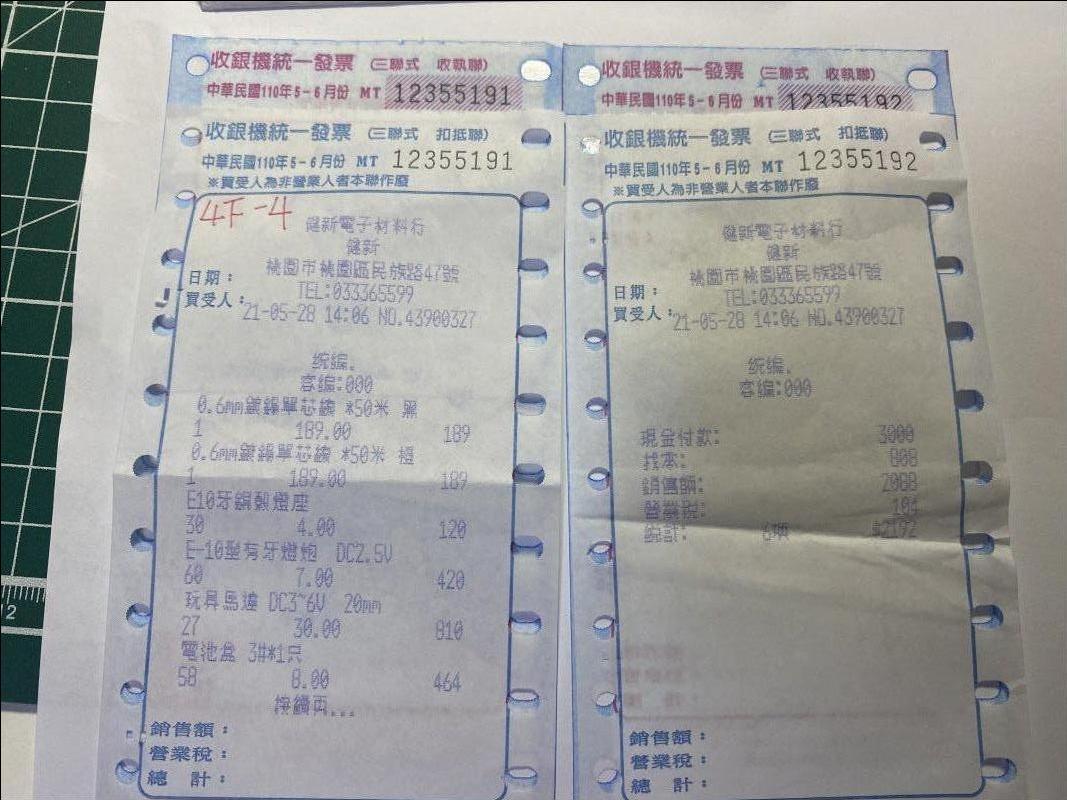 收銀機統一發票 (三聯式 收執聯)
中華民國110年5-6月份 MT 12355191
收銀機統一發票 (三聯式 扣抵聯)
中華民國110年5-6月份 MT 12355191
※買受人為非營業人者本聯作廢
4下-4
健新電子材料行
健新
桃園市桃園區民族路47號
日期:
TEL:033365599
買受人:
21-05-28 14:06 NO.43900327
統編.
客編:000
0.6mm鍍錫單芯線 *50米 黑
1 189.00 189
0.6mm鍍錫單芯線 *50米 橙
1 189.00 189
E10牙銅殼燈座
30 4.00 120
E-10型有牙燈炮 DC2.5V
60 7.00 420
玩具馬達 DC3~6V 20mm
27 30.00 810
電池盒 3#*1只
58 8.00 464
接續頁...
銷售額:
營業稅:
總 計:
收銀機統一發票 (三聯式 收執聯)
中華民國110年5-6月份 MT 12355192
收銀機統一發票 (三聯式 扣抵聯)
中華民國110年5-6月份 MT 12355192
※買受人為非營業人者本聯作廢
健新電子材料行
健新
桃園市桃園區民族路47號
日期:
TEL:033365599
買受人:
21-05-28 14:06 NO.43900327
統編.
客編:000
現金付款: 3000
找本: 808
銷售額: 2088
營業稅: 104
總計: 6項 $2192
銷售額:
營業稅:
總 計:
12